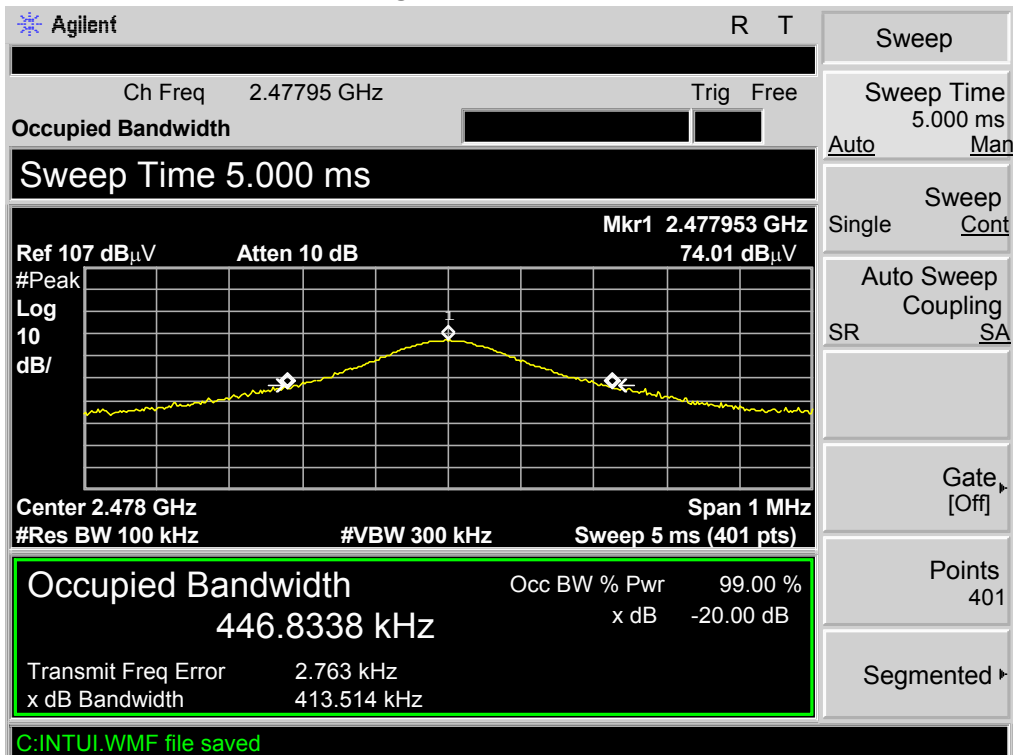 Agilent
R T
Ch Freq 2.47795 GHz Trig Free
Occupied Bandwidth
Sweep Time 5.000 ms
Mkr1 2.477953 GHz
Ref 107 dBµV Atten 10 dB 74.01 dBµV
#Peak
Log
10
dB/
1
Center 2.478 GHz Span 1 MHz
#Res BW 100 kHz #VBW 300 kHz Sweep 5 ms (401 pts)
Occupied Bandwidth
446.8338 kHz
Occ BW % Pwr 99.00 %
x dB -20.00 dB
Transmit Freq Error 2.763 kHz
x dB Bandwidth 413.514 kHz
C:INTUI.WMF file saved
Sweep
Sweep Time
5.000 ms
Auto Man
Sweep
Single Cont
Auto Sweep
Coupling
SR SA
Gate
[Off]
Points
401
Segmented